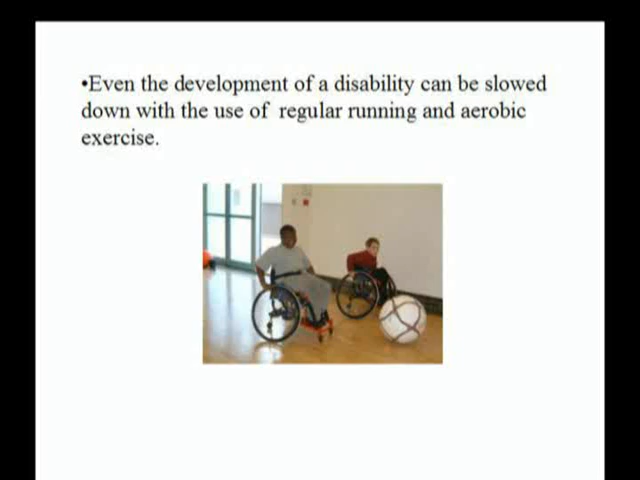 •Even the development of a disability can be slowed
down with the use of regular running and aerobic
exercise.